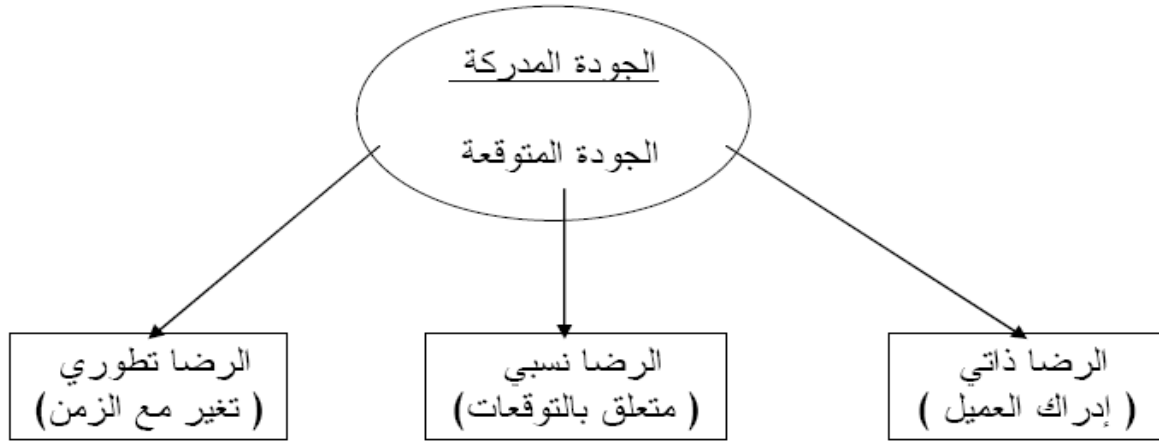 الجودة المدركة
الجودة المتوقعة
الرضا ذاتي
( إدراك العميل )
الرضا نسبي
( متعلق بالتوقعات)
الرضا تطوري
( تغير مع الزمن)